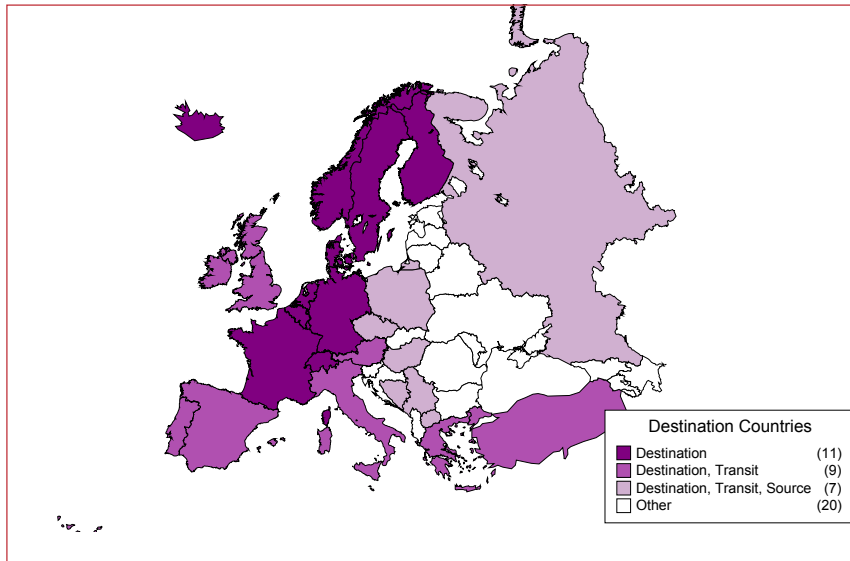 Destination Countries
Destination (11)
Destination, Transit (9)
Destination, Transit, Source (7)
Other (20)